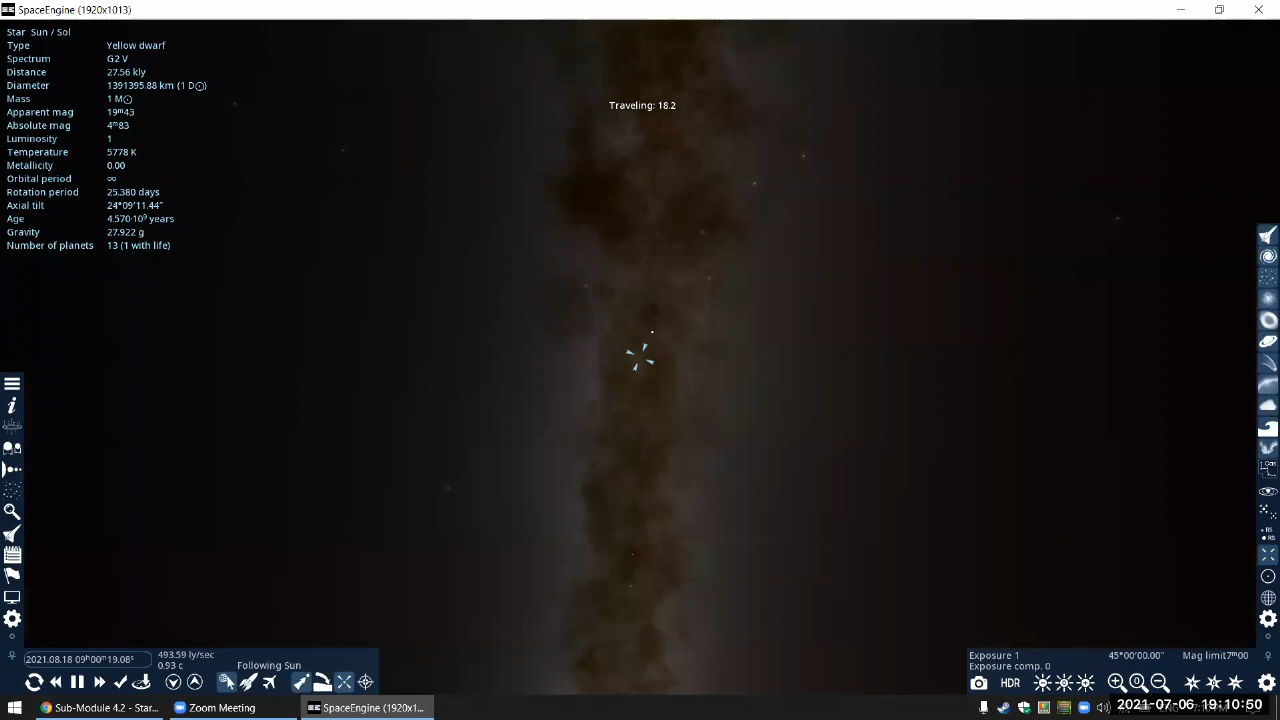 SpaceEngine (1920x1013)
Star Sun / Sol
Type Yellow dwarf
Spectrum G2 V
Distance 27.56 kly
Diameter 1391395.88 km (1 D☉)
Mass 1 M☉
Apparent mag 19ᵐ43
Absolute mag 4ᵐ83
Luminosity 1
Temperature 5778 K
Metallicity 0.00
Orbital period ∞
Rotation period 25.380 days
Axial tilt 24°09′11.44″
Age 4.570·10⁹ years
Gravity 27.922 g
Number of planets 13 (1 with life)
Traveling: 18.2
2021.08.18 09ʰ00ᵐ19.08ˢ
493.59 ly/sec
0.93 c Following Sun
Exposure 1 45°00′00.00″ Mag limit7ᵐ00
Exposure comp. 0
HDR
Sub-Module 4.2 - Star...
Zoom Meeting
SpaceEngine (1920x1...
2021-07-06 19:10:50